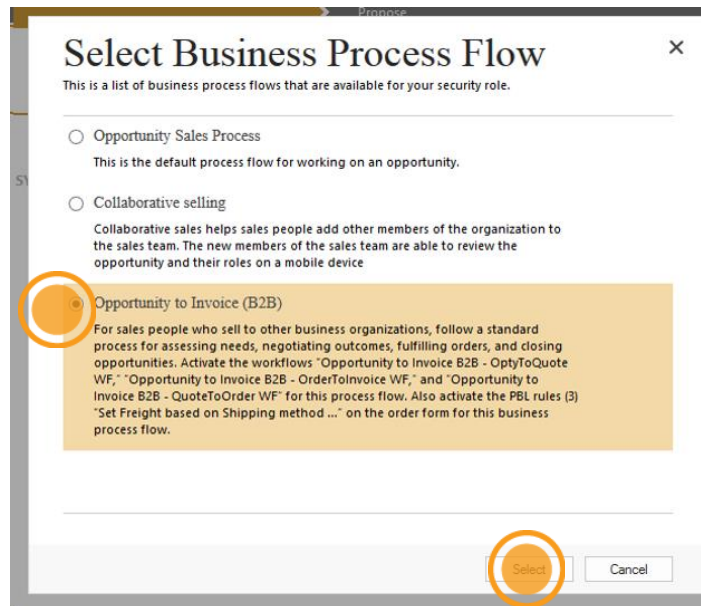 Propose
Select Business Process Flow
This is a list of business process flows that are available for your security role.
Opportunity Sales Process
This is the default process flow for working on an opportunity.
Collaborative selling
Collaborative sales helps sales people add other members of the organization to
the sales team. The new members of the sales team are able to review the
opportunity and their roles on a mobile device
Opportunity to Invoice (B2B)
For sales people who sell to other business organizations, follow a standard
process for assessing needs, negotiating outcomes, fulfilling orders, and closing
opportunities. Activate the workflows "Opportunity to Invoice B2B - OptyToQuote
WF," "Opportunity to Invoice B2B - OrderToInvoice WF," and "Opportunity to
Invoice B2B - QuoteToOrder WF" for this process flow. Also activate the PBL rules (3)
"Set Freight based on Shipping method ..." on the order form for this business
process flow.
Select
Cancel